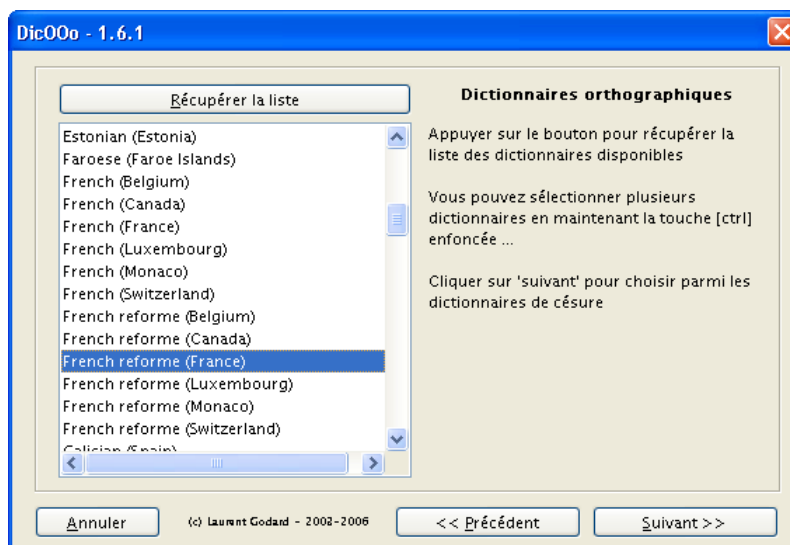 DicOOo - 1.6.1
Récupérer la liste
Estonian (Estonia)
Faroese (Faroe Islands)
French (Belgium)
French (Canada)
French (France)
French (Luxembourg)
French (Monaco)
French (Switzerland)
French reforme (Belgium)
French reforme (Canada)
French reforme (France)
French reforme (Luxembourg)
French reforme (Monaco)
French reforme (Switzerland)
Galician (Spain)
Dictionnaires orthographiques
Appuyer sur le bouton pour récupérer la
liste des dictionnaires disponibles
Vous pouvez sélectionner plusieurs
dictionnaires en maintenant la touche [ctrl]
enfoncée ...
Cliquer sur 'suivant' pour choisir parmi les
dictionnaires de césure
Annuler
(c) Laurent Godard - 2002-2006
<< Précédent
Suivant >>